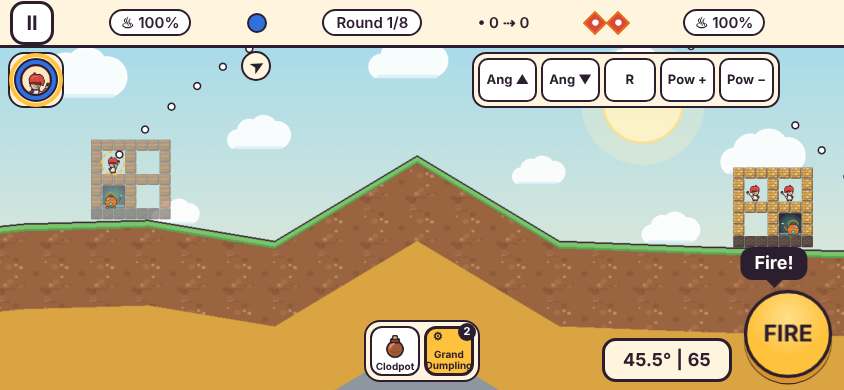 100%
Round 1/8
• 0 ⇢ 0
100%
Ang ▲
Ang ▼
R
Pow +
Pow −
Fire!
FIRE
45.5° | 65
Clodpot
2
Grand
Dumpling